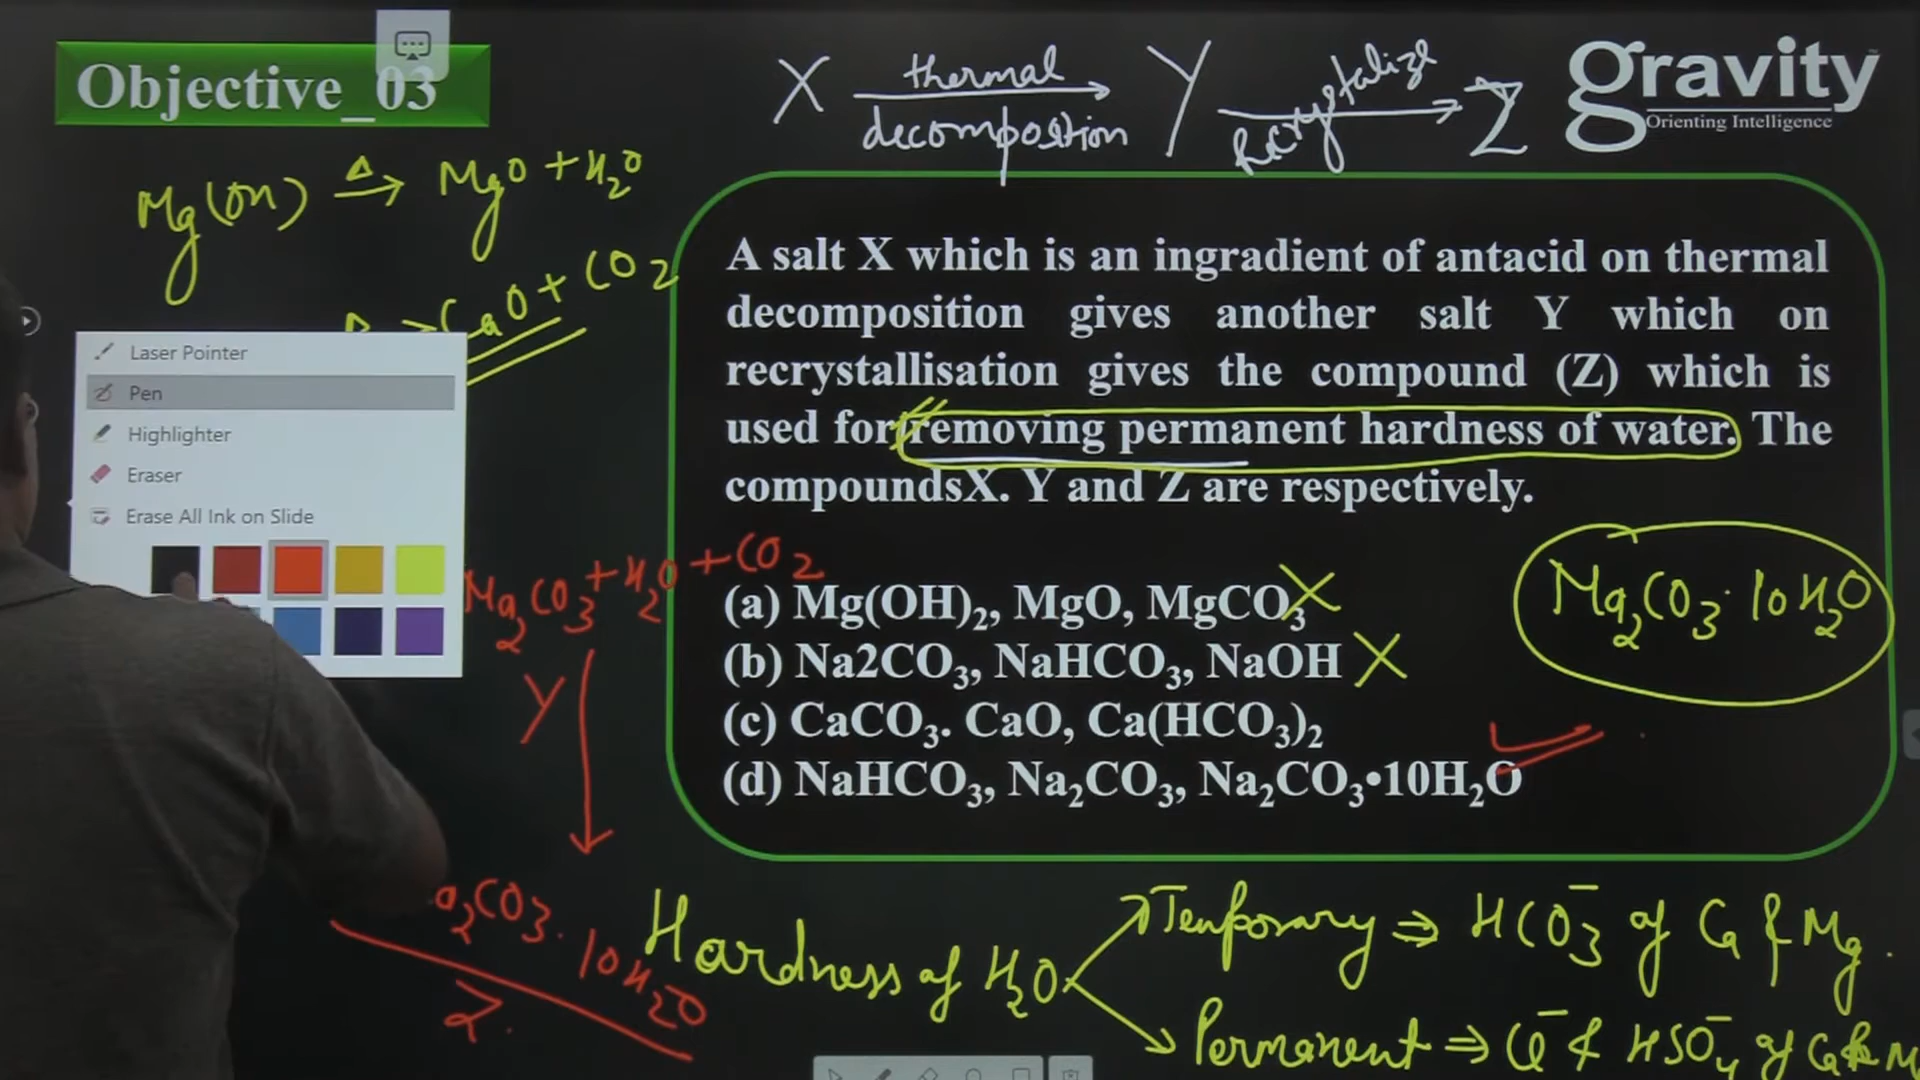 Objective_03
X thermal decomposition Y Recrystalize Z
gravity
Orienting Intelligence
Mg(OH) Δ→ MgO + H₂O
CaO + CO₂
A salt X which is an ingradient of antacid on thermal
decomposition gives another salt Y which on
recrystallisation gives the compound (Z) which is
used for removing permanent hardness of water. The
compoundsX. Y and Z are respectively.
Laser Pointer
Pen
Highlighter
Eraser
Erase All Ink on Slide
Na₂CO₃ + H₂O + CO₂
Y
(a) Mg(OH)₂, MgO, MgCO₃
(b) Na2CO₃, NaHCO₃, NaOH
(c) CaCO₃. CaO, Ca(HCO₃)₂
(d) NaHCO₃, Na₂CO₃, Na₂CO₃•10H₂O
Na₂CO₃·10H₂O
a₂CO₃·10H₂O
Z.
Hardness of H₂O
Temporary ⇒ HCO₃⁻ of Ca & Mg.
Permanent ⇒ Cl⁻ & HSO₄⁻ of Ca & M